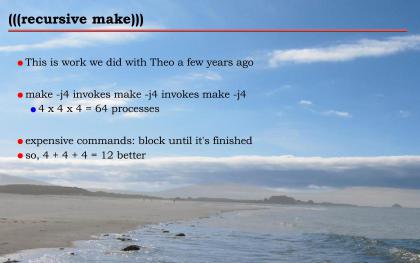 (((recursive make)))
This is work we did with Theo a few years ago
make -j4 invokes make -j4 invokes make -j4
4 x 4 x 4 = 64 processes
expensive commands: block until it's finished
so, 4 + 4 + 4 = 12 better